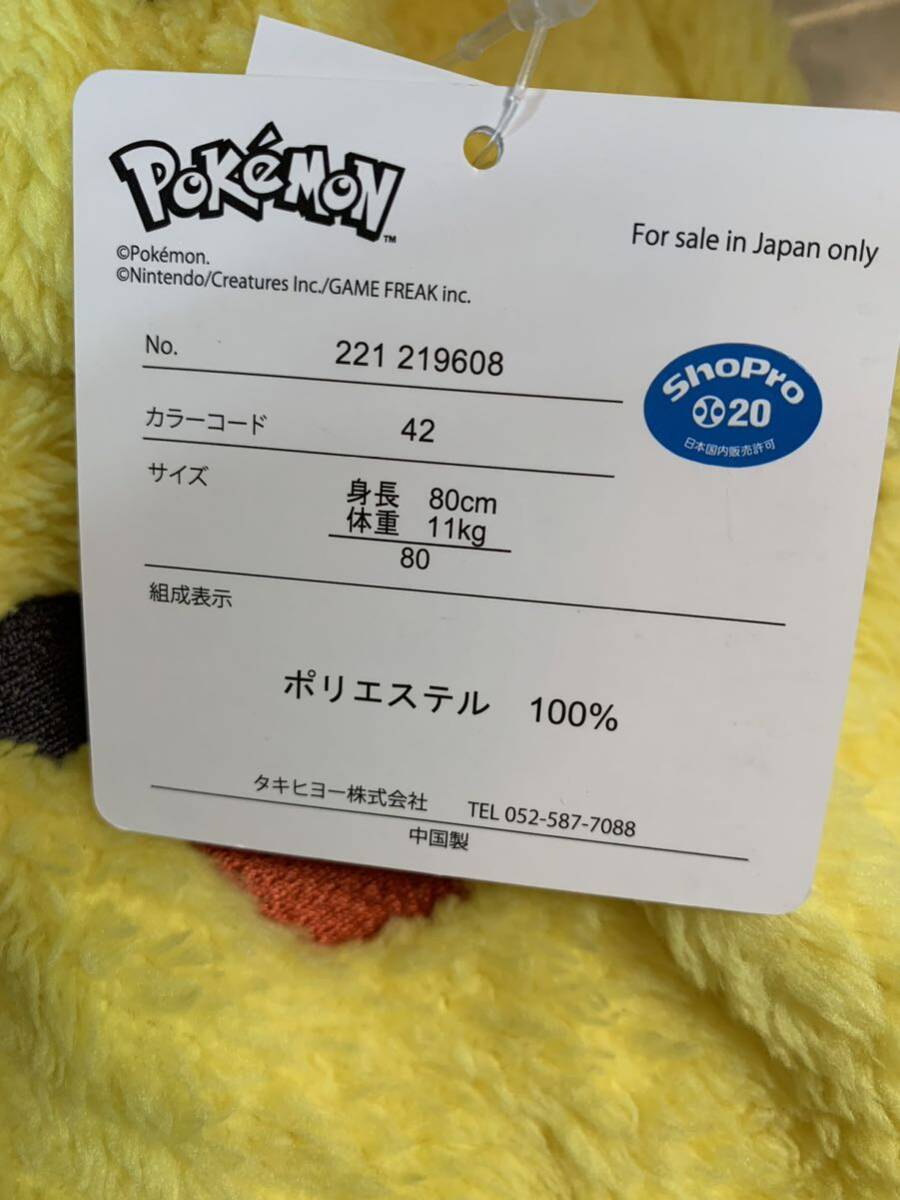 POKéMON™
©Pokémon.
©Nintendo/Creatures Inc./GAME FREAK inc.
For sale in Japan only
No. 221 219608
ShoPro
20
日本国内販売許可
カラーコード 42
サイズ
身長 80cm
体重 11kg
80
組成表示
ポリエステル 100%
タキヒヨー株式会社 TEL 052-587-7088
中国製